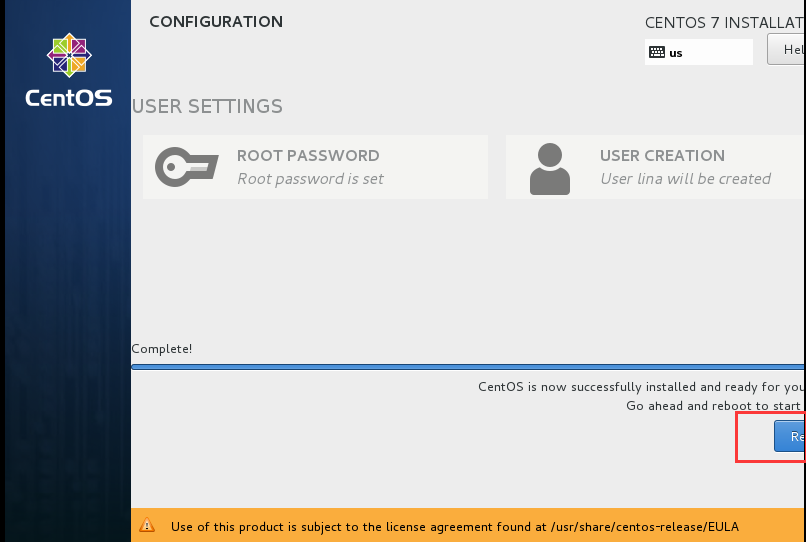 CONFIGURATION
CENTOS 7 INSTALLAT
us
Hel
CentOS
USER SETTINGS
ROOT PASSWORD
Root password is set
USER CREATION
User lina will be created
Complete!
CentOS is now successfully installed and ready for you
Go ahead and reboot to start
Re
Use of this product is subject to the license agreement found at /usr/share/centos-release/EULA